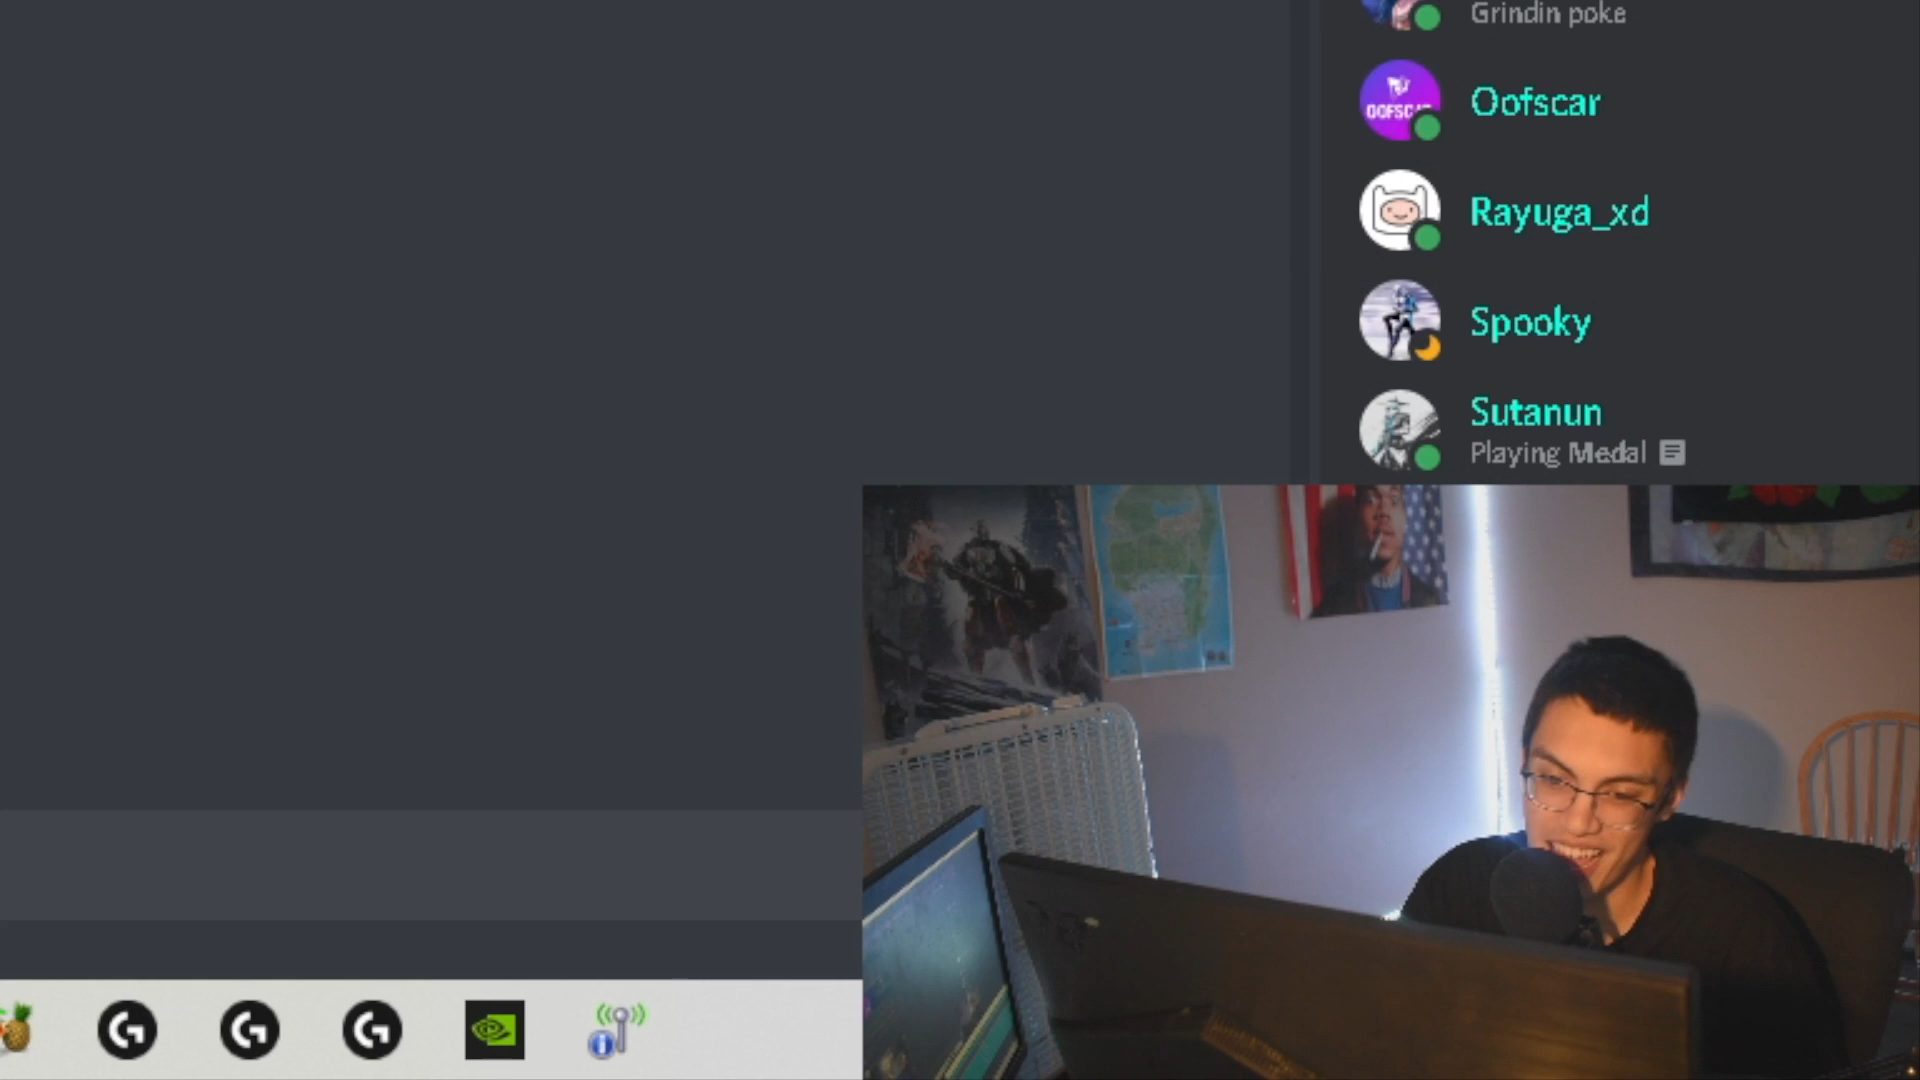 Grindin poke
Oofscar
Rayuga_xd
Spooky
Sutanun
Playing Medal